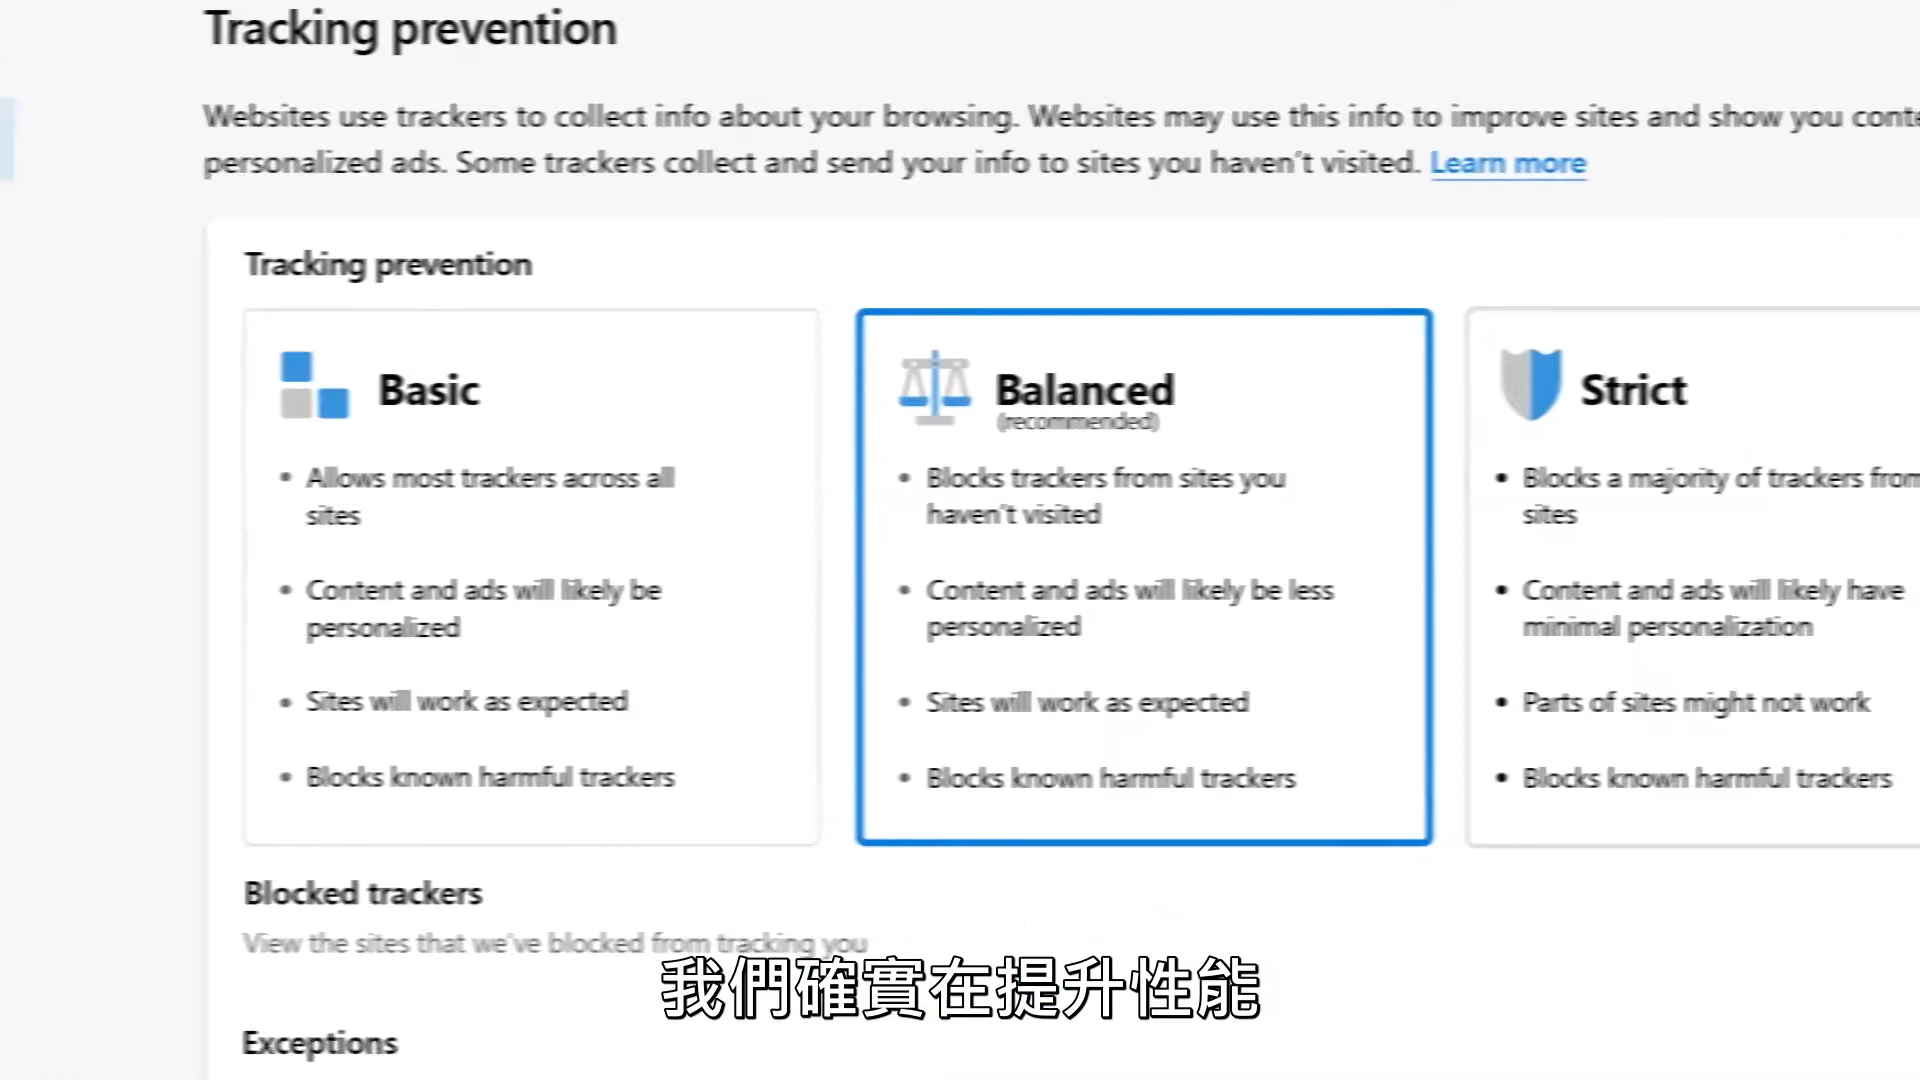 Tracking prevention
Websites use trackers to collect info about your browsing. Websites may use this info to improve sites and show you
personalized ads. Some trackers collect and send your info to sites you haven't visited. Learn more
Tracking prevention
Basic
Allows most trackers across all
sites
Content and ads will likely be
personalized
Sites will work as expected
Blocks known harmful trackers
Balanced
(recommended)
Blocks trackers from sites you
haven't visited
Content and ads will likely be less
personalized
Sites will work as expected
Blocks known harmful trackers
Strict
Blocks a majority of trackers from
sites
Content and ads will likely have
minimal personalization
Parts of sites might not work
Blocks known harmful trackers
Blocked trackers
View the sites that we've blocked from tracking you
我們確實在提升性能
Exceptions